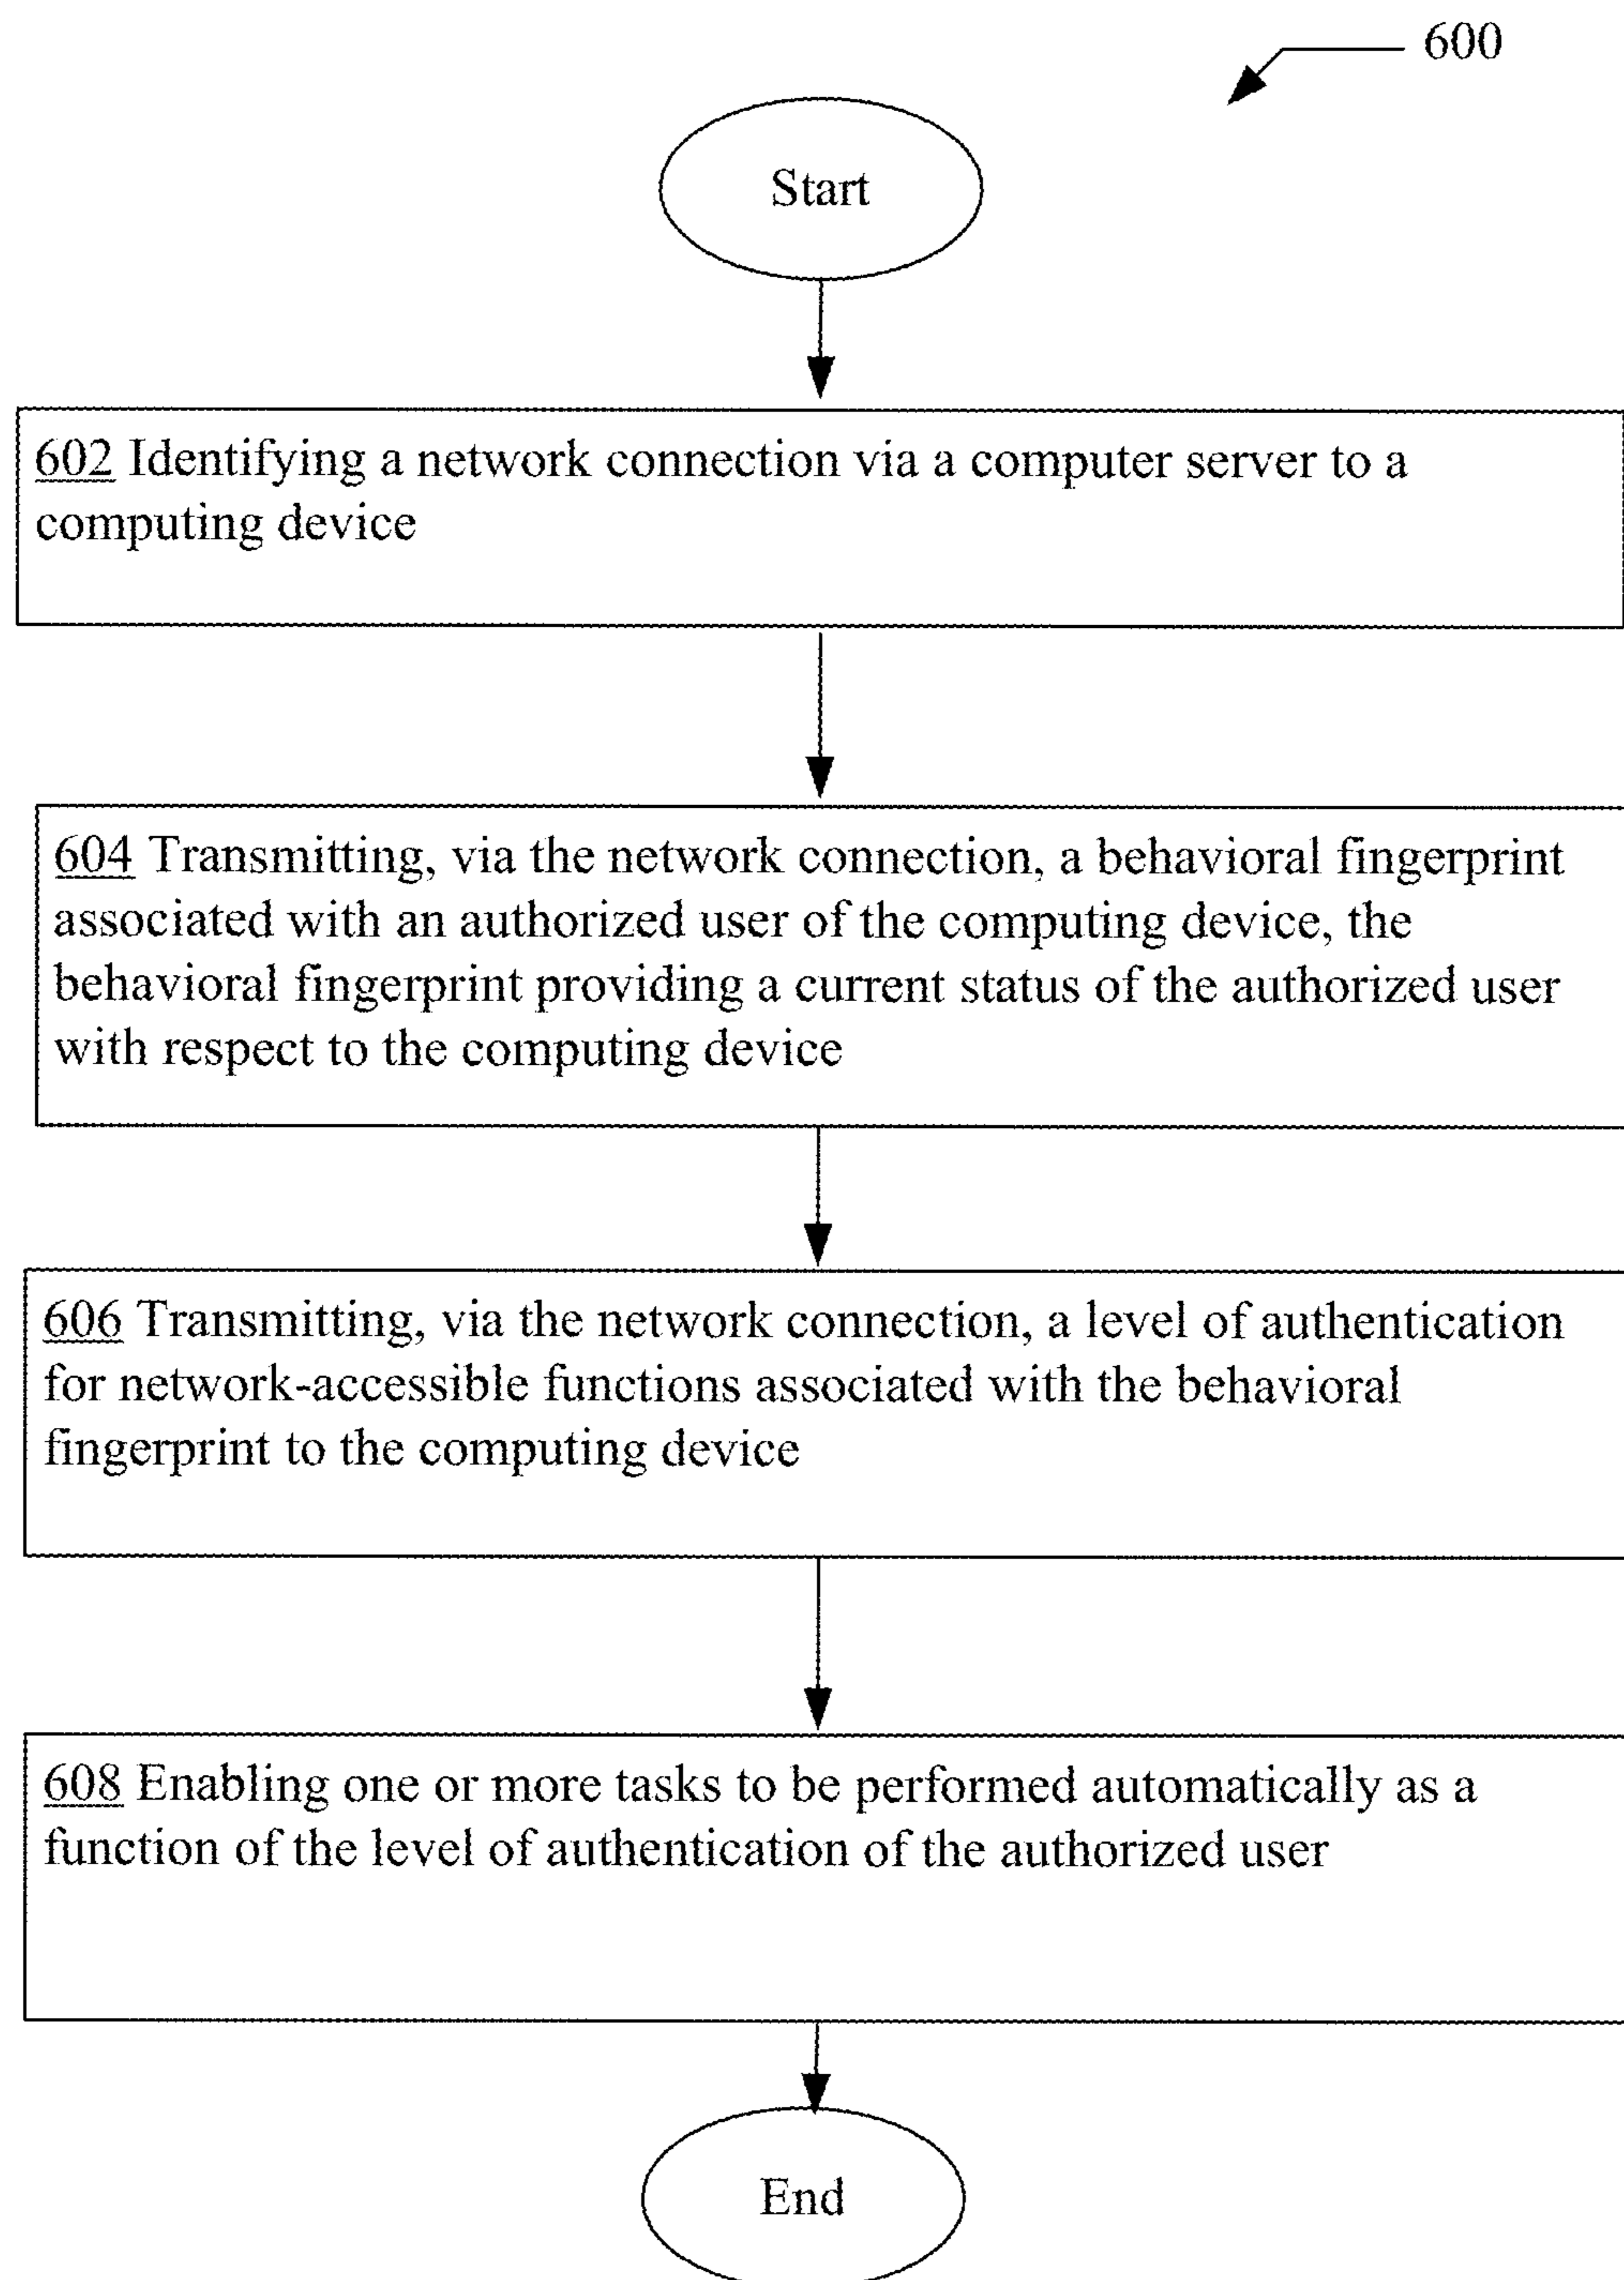 600
Start
602 Identifying a network connection via a computer server to a
computing device
604 Transmitting, via the network connection, a behavioral fingerprint
associated with an authorized user of the computing device, the
behavioral fingerprint providing a current status of the authorized user
with respect to the computing device
606 Transmitting, via the network connection, a level of authentication
for network-accessible functions associated with the behavioral
fingerprint to the computing device
608 Enabling one or more tasks to be performed automatically as a
function of the level of authentication of the authorized user
End